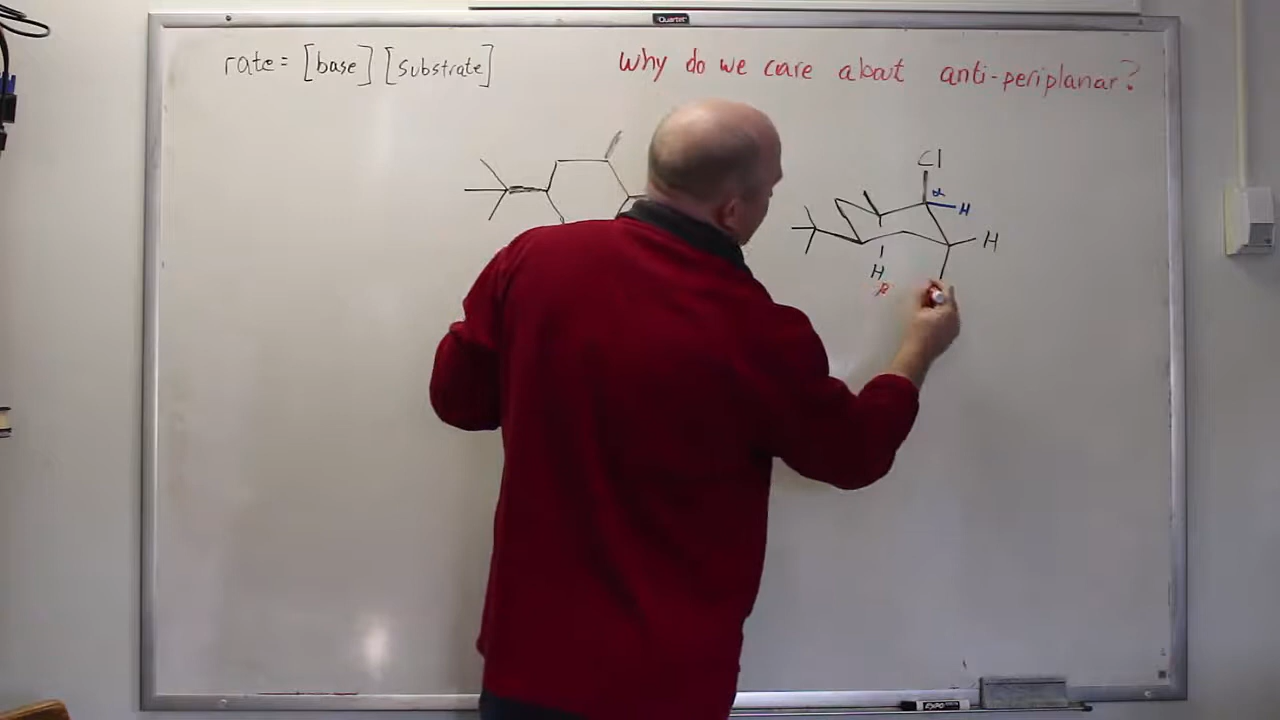 Quartet
rate = [base] [substrate]
why do we care about anti-periplanar?
Cl
α
H
H
H
β
EXPO